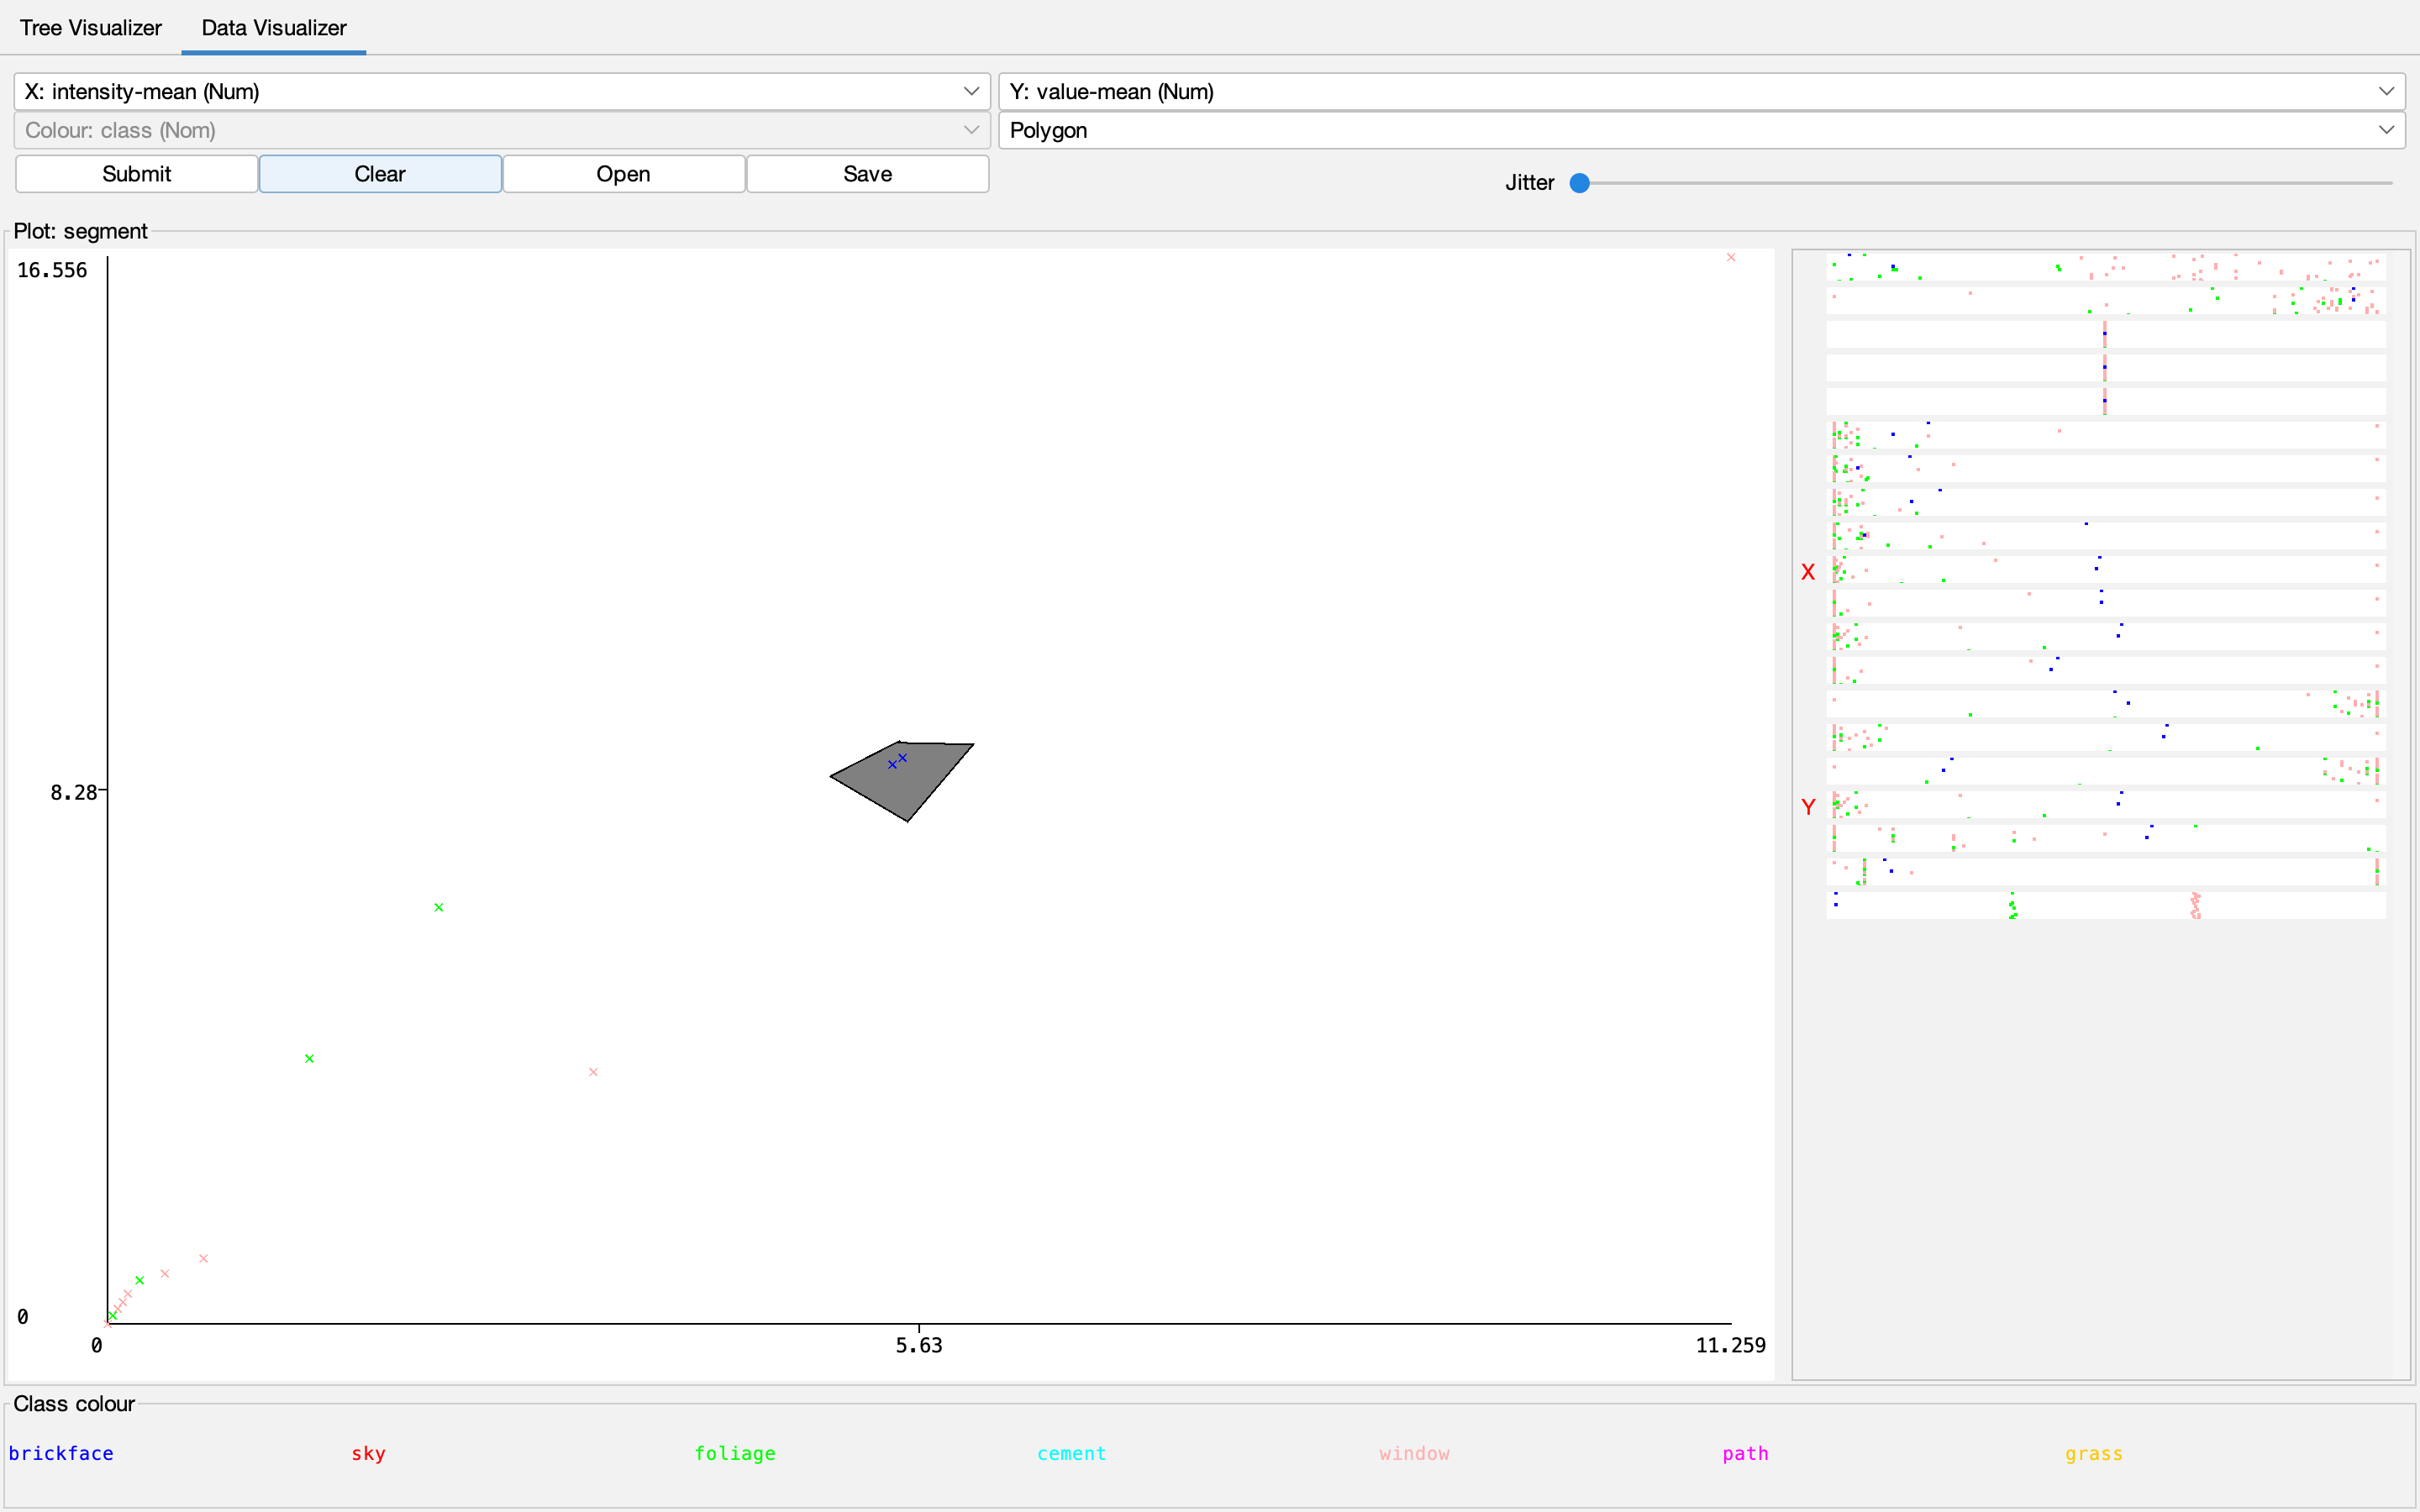 Tree Visualizer Data Visualizer
X: intensity-mean (Num) Y: value-mean (Num)
Colour: class (Nom) Polygon
Submit Clear Open Save Jitter
Plot: segment
16.556
X
8.28
Y
0
0 5.63 11.259
Class colour
brickface sky foliage cement window path grass